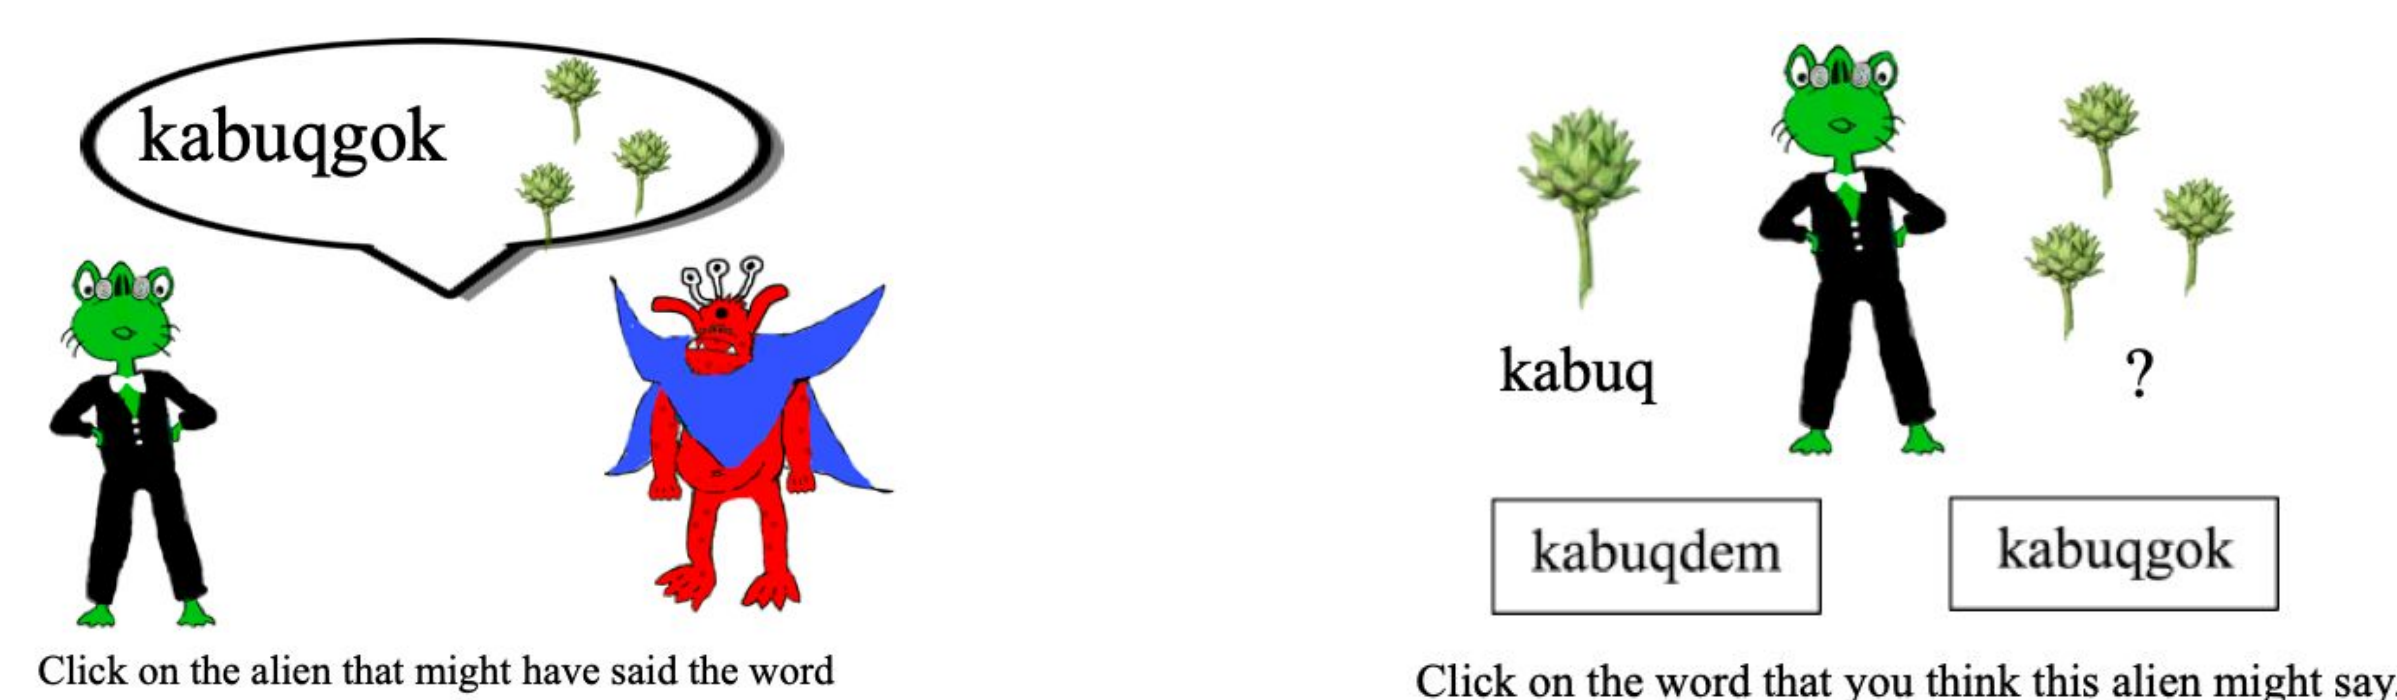 kabuqgok
Click on the alien that might have said the word
kabuq
?
kabuqdem
kabuqgok
Click on the word that you think this alien might say